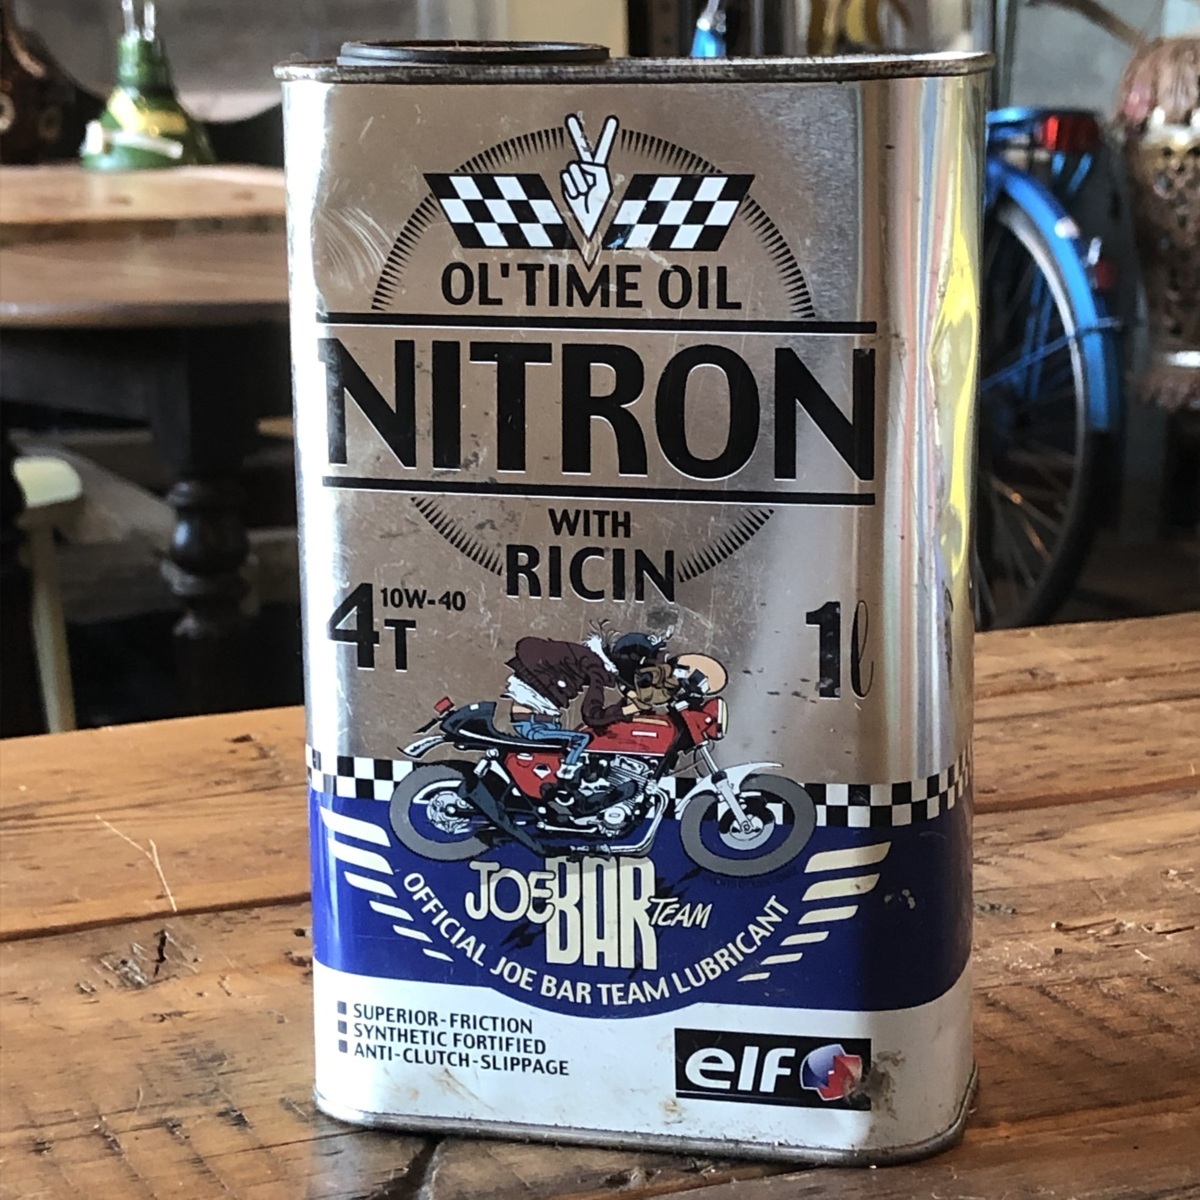 OL' TIME OIL
NITRON
WITH
RICIN
4T 10W-40
1l
JOE BAR TEAM
OFFICIAL JOE BAR TEAM LUBRICANT
SUPERIOR-FRICTION
SYNTHETIC FORTIFIED
ANTI-CLUTCH-SLIPPAGE
elf